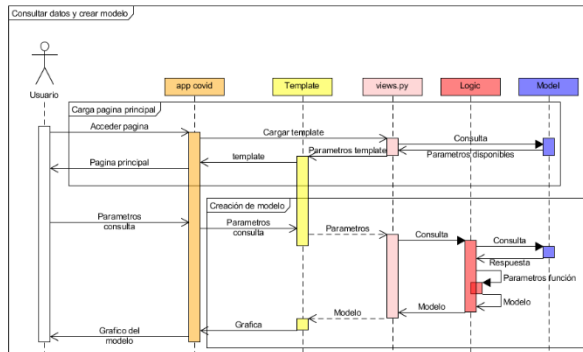 Consultar datos y crear modelo
Usuario
app covid
Template
views.py
Logic
Model
Carga pagina principal
Acceder pagina
Cargar template
Consulta
Parametros template
Parametros disponibles
template
Pagina principal
Creación de modelo
Parametros
consulta
Parametros
consulta
Parametros
Consulta
Consulta
Respuesta
Parametros función
Modelo
Modelo
Modelo
Grafica
Grafico del
modelo